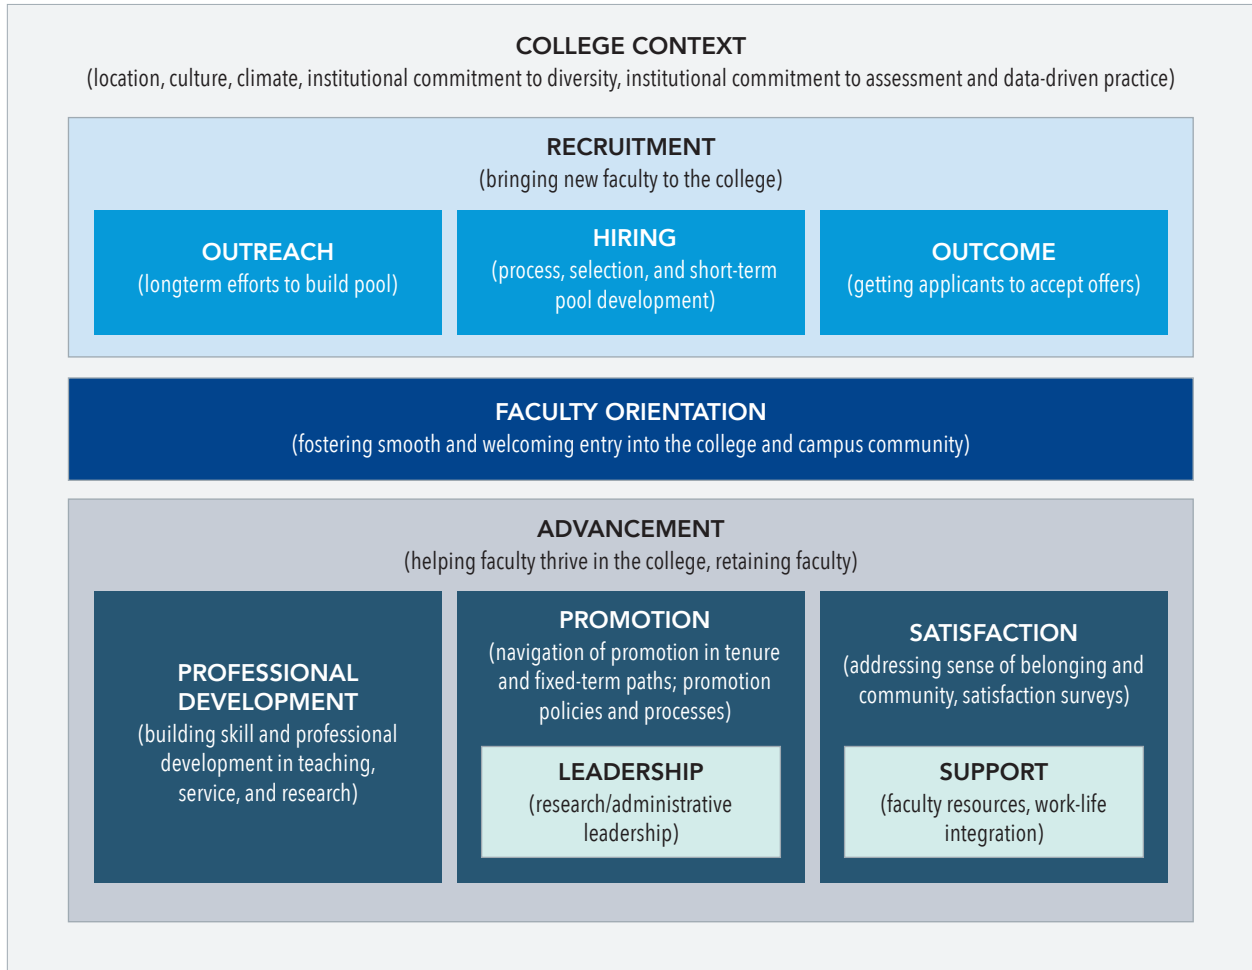 COLLEGE CONTEXT
(location, culture, climate, institutional commitment to diversity, institutional commitment to assessment and data-driven practice)
RECRUITMENT
(bringing new faculty to the college)
OUTREACH
(longterm efforts to build pool)
HIRING
(process, selection, and short-term
pool development)
OUTCOME
(getting applicants to accept offers)
FACULTY ORIENTATION
(fostering smooth and welcoming entry into the college and campus community)
ADVANCEMENT
(helping faculty thrive in the college, retaining faculty)
PROFESSIONAL
DEVELOPMENT
(building skill and professional
development in teaching,
service, and research)
PROMOTION
(navigation of promotion in tenure
and fixed-term paths; promotion
policies and processes)
LEADERSHIP
(research/administrative
leadership)
SATISFACTION
(addressing sense of belonging and
community, satisfaction surveys)
SUPPORT
(faculty resources, work-life
integration)